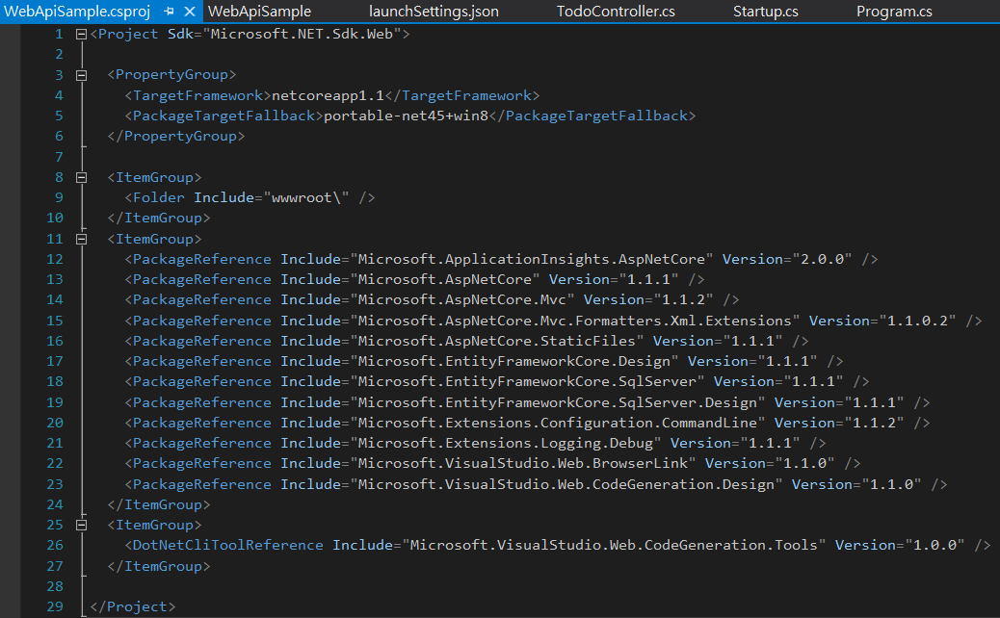 WebApiSample.csproj WebApiSample launchSettings.json TodoController.cs Startup.cs Program.cs
1 <Project Sdk="Microsoft.NET.Sdk.Web">
2
3 <PropertyGroup>
4 <TargetFramework>netcoreapp1.1</TargetFramework>
5 <PackageTargetFallback>portable-net45+win8</PackageTargetFallback>
6 </PropertyGroup>
7
8 <ItemGroup>
9 <Folder Include="wwwroot\" />
10 </ItemGroup>
11 <ItemGroup>
12 <PackageReference Include="Microsoft.ApplicationInsights.AspNetCore" Version="2.0.0" />
13 <PackageReference Include="Microsoft.AspNetCore" Version="1.1.1" />
14 <PackageReference Include="Microsoft.AspNetCore.Mvc" Version="1.1.2" />
15 <PackageReference Include="Microsoft.AspNetCore.Mvc.Formatters.Xml.Extensions" Version="1.1.0.2" />
16 <PackageReference Include="Microsoft.AspNetCore.StaticFiles" Version="1.1.1" />
17 <PackageReference Include="Microsoft.EntityFrameworkCore.Design" Version="1.1.1" />
18 <PackageReference Include="Microsoft.EntityFrameworkCore.SqlServer" Version="1.1.1" />
19 <PackageReference Include="Microsoft.EntityFrameworkCore.SqlServer.Design" Version="1.1.1" />
20 <PackageReference Include="Microsoft.Extensions.Configuration.CommandLine" Version="1.1.2" />
21 <PackageReference Include="Microsoft.Extensions.Logging.Debug" Version="1.1.1" />
22 <PackageReference Include="Microsoft.VisualStudio.Web.BrowserLink" Version="1.1.0" />
23 <PackageReference Include="Microsoft.VisualStudio.Web.CodeGeneration.Design" Version="1.1.0" />
24 </ItemGroup>
25 <ItemGroup>
26 <DotNetCliToolReference Include="Microsoft.VisualStudio.Web.CodeGeneration.Tools" Version="1.0.0" />
27 </ItemGroup>
28
29 </Project>